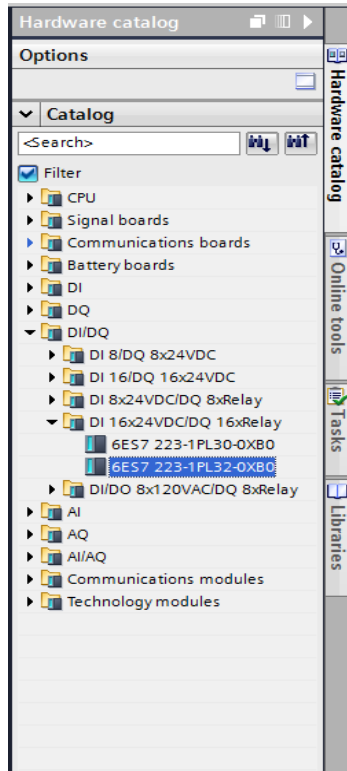 Hardware catalog
Options
Catalog
<Search>
Filter
CPU
Signal boards
Communications boards
Battery boards
DI
DQ
DI/DQ
DI 8/DQ 8x24VDC
DI 16/DQ 16x24VDC
DI 8x24VDC/DQ 8xRelay
DI 16x24VDC/DQ 16xRelay
6ES7 223-1PL30-0XB0
6ES7 223-1PL32-0XB0
DI/DO 8x120VAC/DQ 8xRelay
AI
AQ
AI/AQ
Communications modules
Technology modules
Hardware catalog
Online tools
Tasks
Libraries